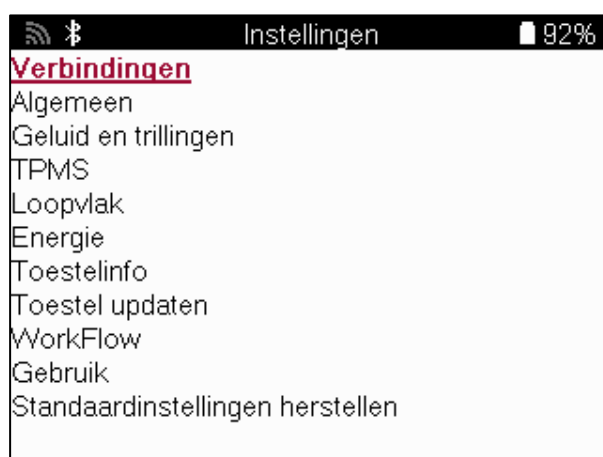 Instellingen 92%
Verbindingen
Algemeen
Geluid en trillingen
TPMS
Loopvlak
Energie
Toestelinfo
Toestel updaten
WorkFlow
Gebruik
Standaardinstellingen herstellen